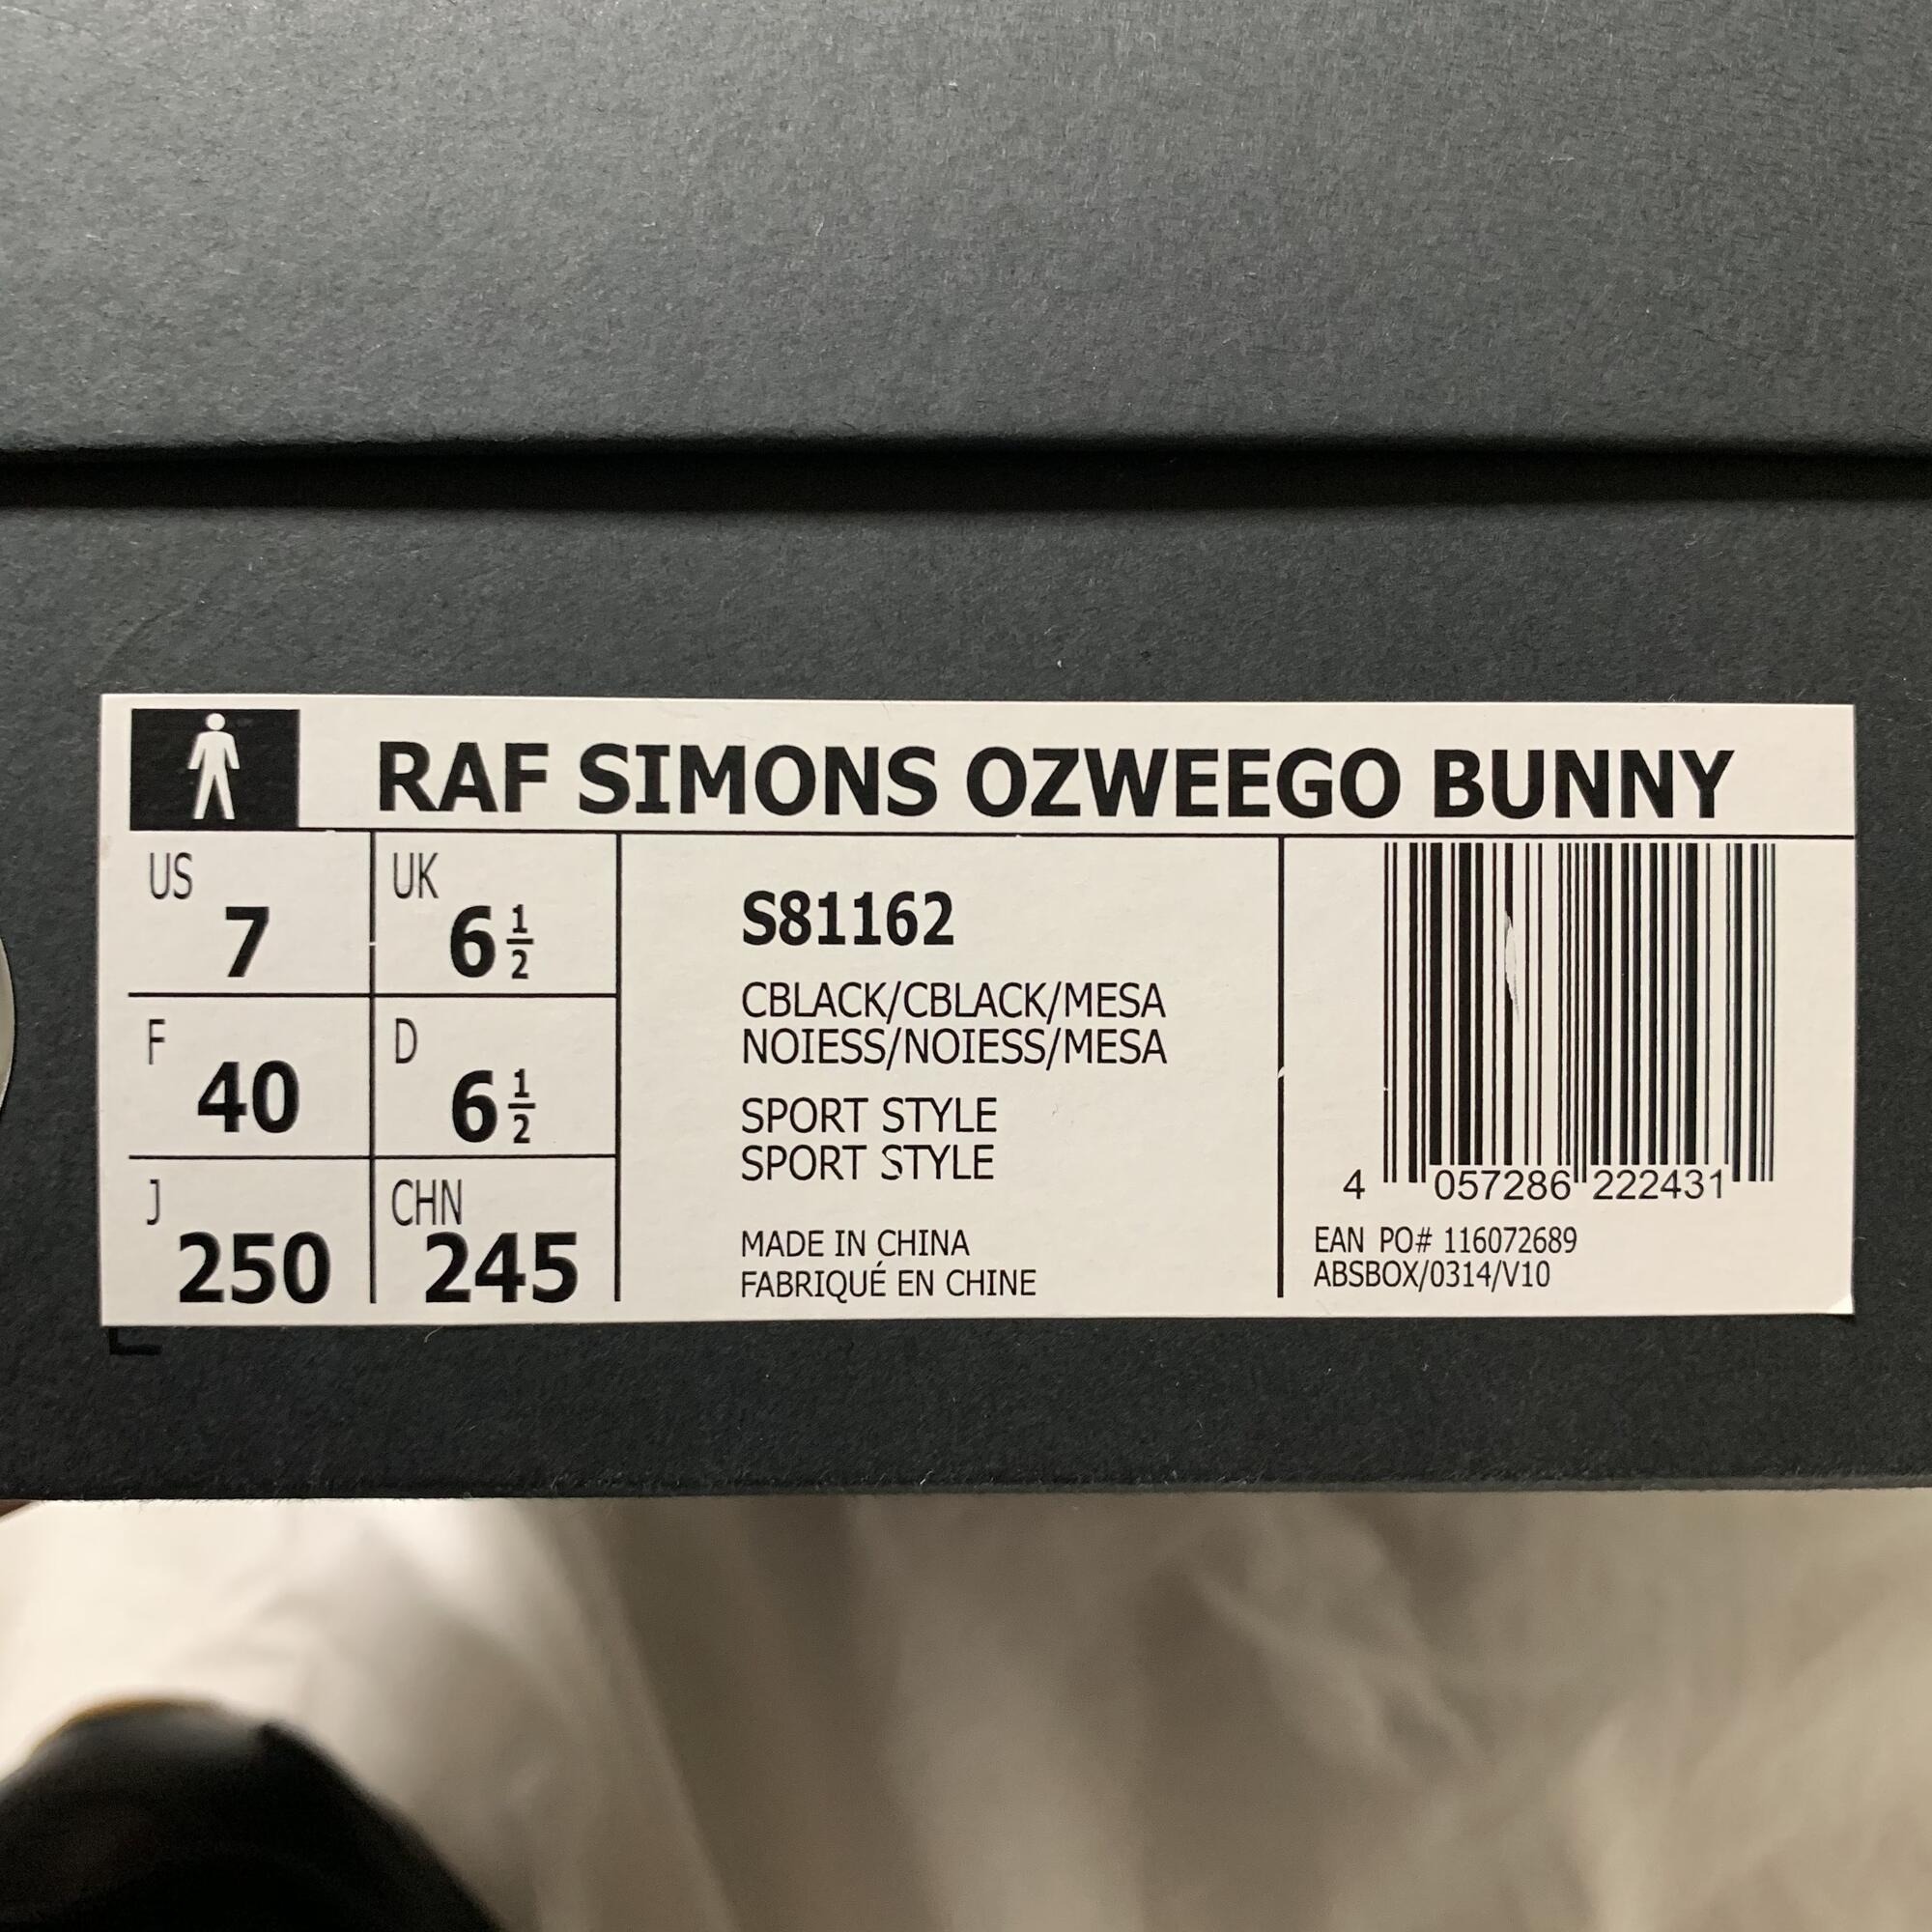 RAF SIMONS OZWEEGO BUNNY
US
7
UK
6 1/2
F
40
D
6 1/2
J
250
CHN
245
S81162
CBLACK/CBLACK/MESA
NOIESS/NOIESS/MESA
SPORT STYLE
SPORT STYLE
MADE IN CHINA
FABRIQUÉ EN CHINE
4 057286 222431
EAN PO# 116072689
ABSBOX/0314/V10